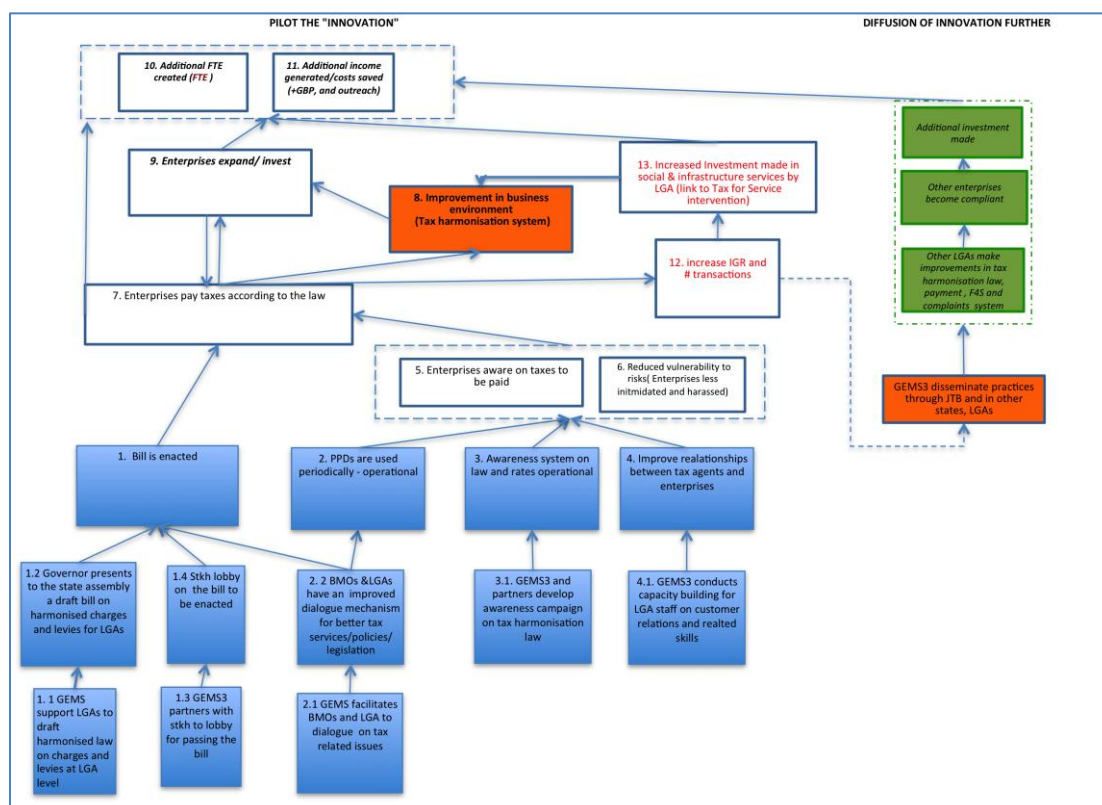 PILOT THE "INNOVATION"
DIFFUSION OF INNOVATION FURTHER
10. Additional FTE
created (FTE )
11. Additional income
generated/costs saved
(+GBP, and outreach)
9. Enterprises expand/ invest
8. Improvement in business
environment
(Tax harmonisation system)
13. Increased Investment made in
social & infrastructure services by
LGA (link to Tax for Service
intervention)
12. increase IGR and
# transactions
7. Enterprises pay taxes according to the law
Additional investment
made
Other enterprises
become compliant
Other LGAs make
improvements in tax
harmonisation law,
payment , F4S and
complaints system
GEMS3 disseminate practices
through JTB and in other
states, LGAs
5. Enterprises aware on taxes to
be paid
6. Reduced vulnerability to
risks( Enterprises less
initmidated and harassed)
1. Bill is enacted
2. PPDs are used
periodically - operational
3. Awareness system on
law and rates operational
4. Improve realationships
between tax agents and
enterprises
1.2 Governor presents
to the state assembly
a draft bill on
harmonised charges
and levies for LGAs
1.4 Stkh lobby
on the bill to
be enacted
2. 2 BMOs &LGAs
have an improved
dialogue mechanism
for better tax
services/policies/
legislation
3.1. GEMS3 and
partners develop
awareness campaign
on tax harmonisation
law
4.1. GEMS3 conducts
capacity building for
LGA staff on customer
relations and realted
skills
1. 1 GEMS
support LGAs to
draft
harmonised law
on charges and
levies at LGA
level
1.3 GEMS3
partners with
stkh to lobby
for passing the
bill
2.1 GEMS facilitates
BMOs and LGA to
dialogue on tax
related issues